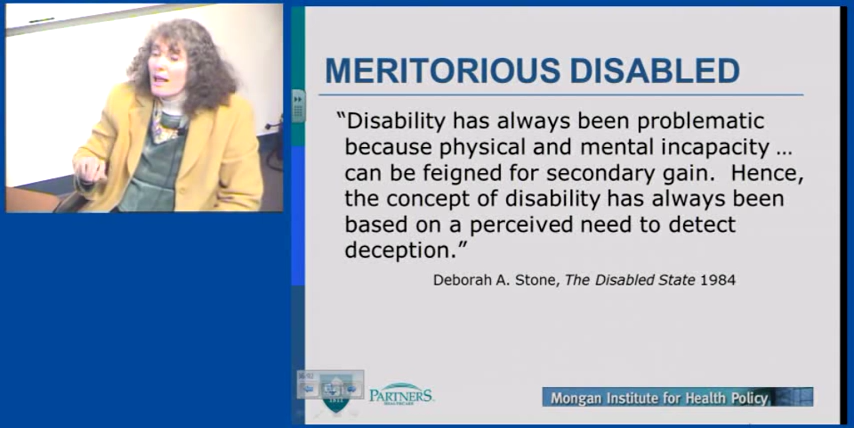 MERITORIOUS DISABLED
“Disability has always been problematic
because physical and mental incapacity …
can be feigned for secondary gain.  Hence,
the concept of disability has always been
based on a perceived need to detect
deception.”
Deborah A. Stone, The Disabled State 1984
PARTNERS.
Mongan Institute for Health Policy